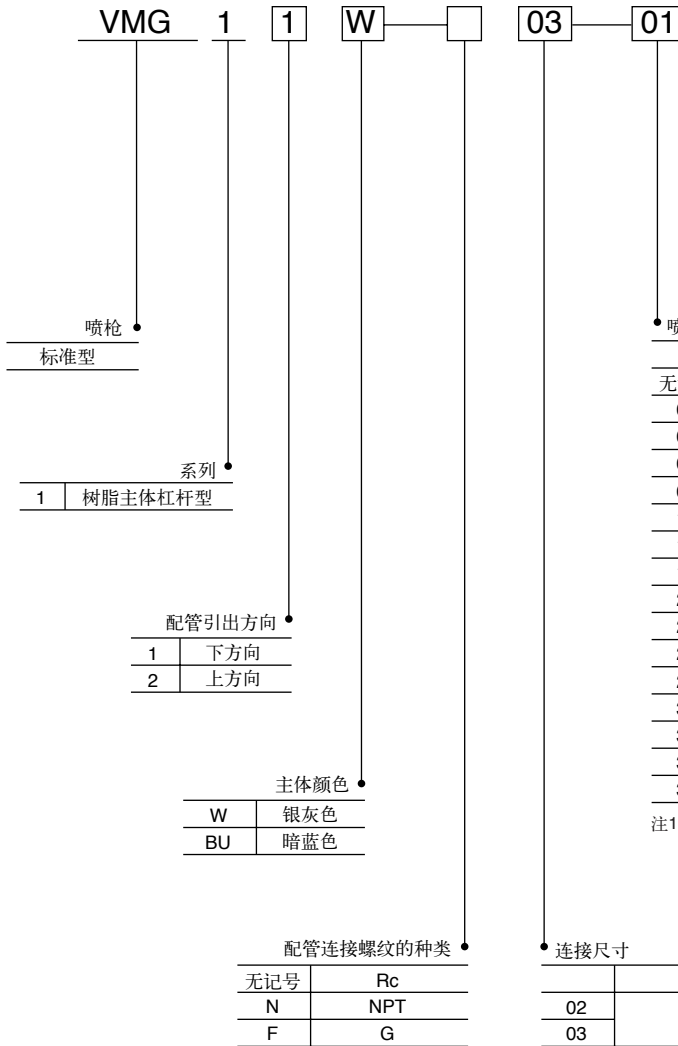 VMG 1 1 W 03 01
喷枪
标准型
系列
1 树脂主体杠杆型
配管引出方向
1 下方向
2 上方向
主体颜色
W 银灰色
BU 暗蓝色
配管连接螺纹的种类
无记号 Rc
N NPT
F G
连接尺寸
02
03
无
注1